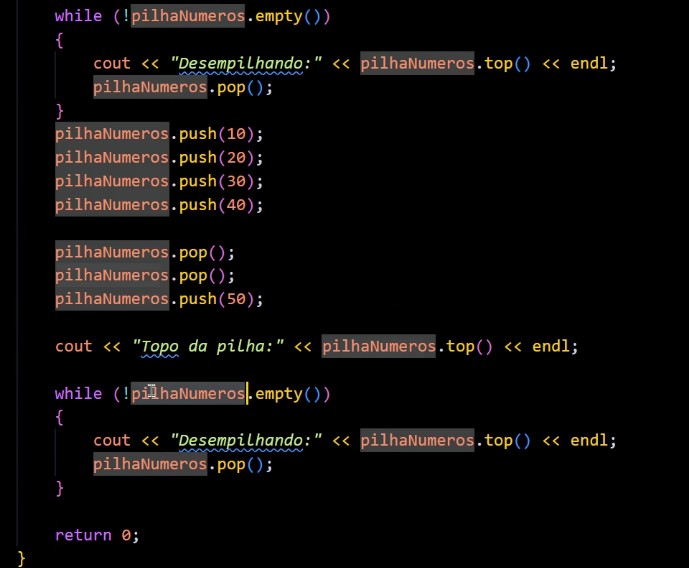 while (!pilhaNumeros.empty())
{
cout << "Desempilhando:" << pilhaNumeros.top() << endl;
pilhaNumeros.pop();
}
pilhaNumeros.push(10);
pilhaNumeros.push(20);
pilhaNumeros.push(30);
pilhaNumeros.push(40);
pilhaNumeros.pop();
pilhaNumeros.pop();
pilhaNumeros.push(50);
cout << "Topo da pilha:" << pilhaNumeros.top() << endl;
while (!pilhaNumeros.empty())
{
cout << "Desempilhando:" << pilhaNumeros.top() << endl;
pilhaNumeros.pop();
}
return 0;
}